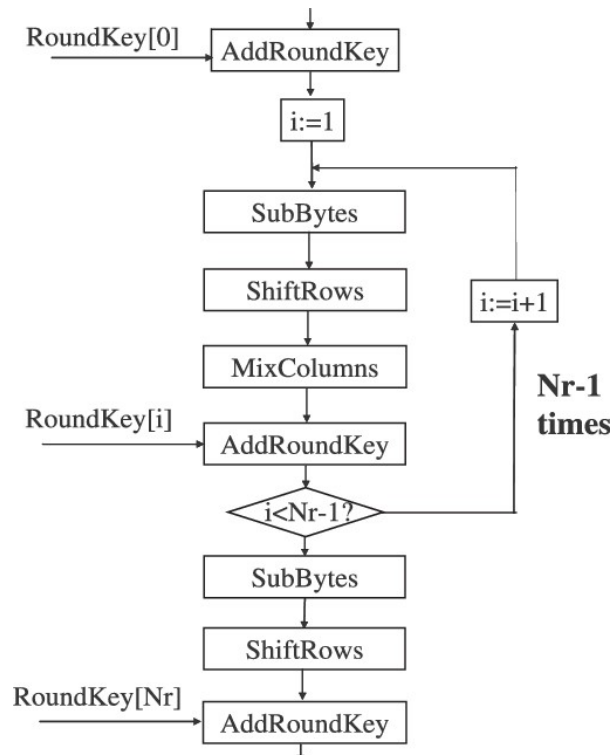 RoundKey[0]
AddRoundKey
i:=1
SubBytes
ShiftRows
i:=i+1
MixColumns
Nr-1
times
RoundKey[i]
AddRoundKey
i<Nr-1?
SubBytes
ShiftRows
RoundKey[Nr]
AddRoundKey